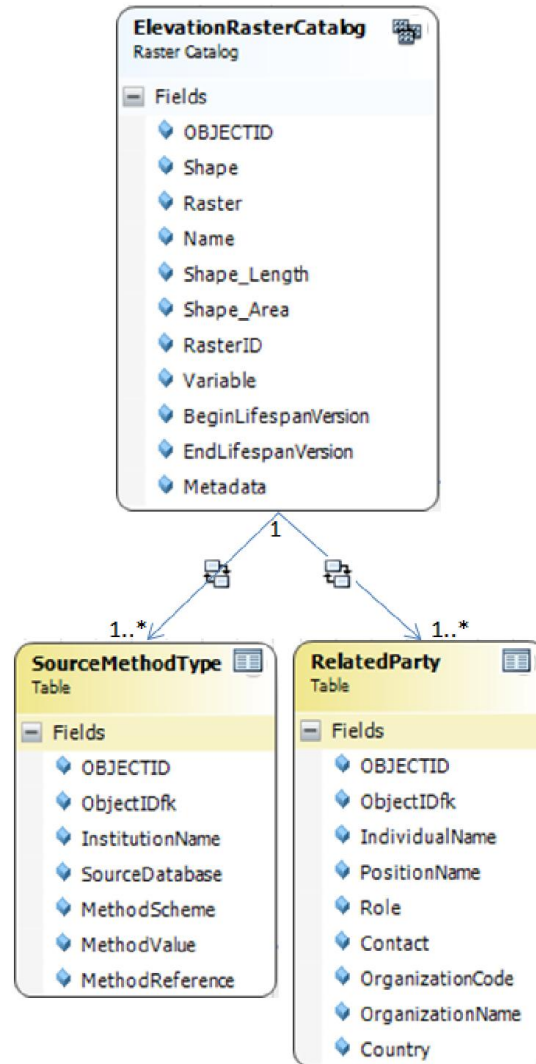 ElevationRasterCatalog
Raster Catalog
Fields
OBJECTID
Shape
Raster
Name
Shape_Length
Shape_Area
RasterID
Variable
BeginLifespanVersion
EndLifespanVersion
Metadata
1
1..*
1..*
SourceMethodType
Table
Fields
OBJECTID
ObjectIDfk
InstitutionName
SourceDatabase
MethodScheme
MethodValue
MethodReference
RelatedParty
Table
Fields
OBJECTID
ObjectIDfk
IndividualName
PositionName
Role
Contact
OrganizationCode
OrganizationName
Country